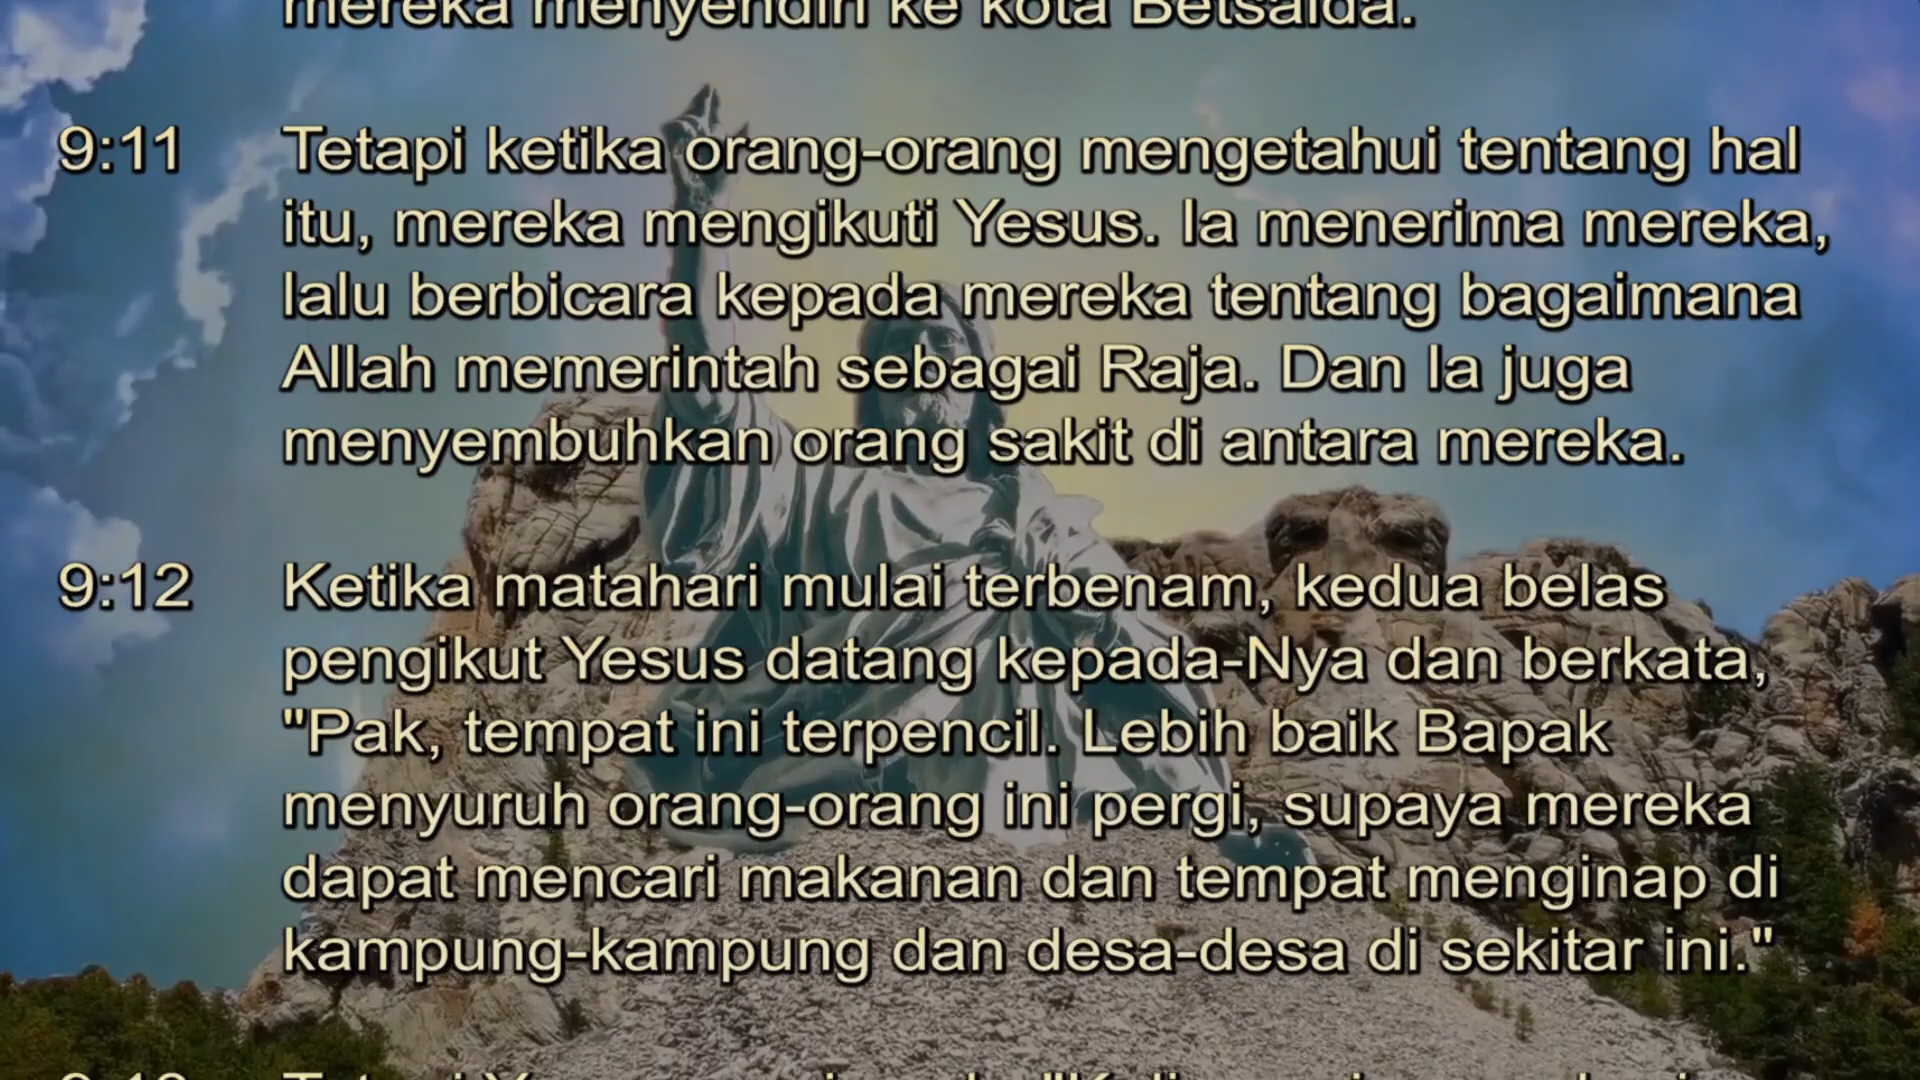 mereka menyendiri ke kota Betsaida.
9:11 Tetapi ketika orang-orang mengetahui tentang hal
itu, mereka mengikuti Yesus. Ia menerima mereka,
lalu berbicara kepada mereka tentang bagaimana
Allah memerintah sebagai Raja. Dan Ia juga
menyembuhkan orang sakit di antara mereka.
9:12 Ketika matahari mulai terbenam, kedua belas
pengikut Yesus datang kepada-Nya dan berkata,
"Pak, tempat ini terpencil. Lebih baik Bapak
menyuruh orang-orang ini pergi, supaya mereka
dapat mencari makanan dan tempat menginap di
kampung-kampung dan desa-desa di sekitar ini."